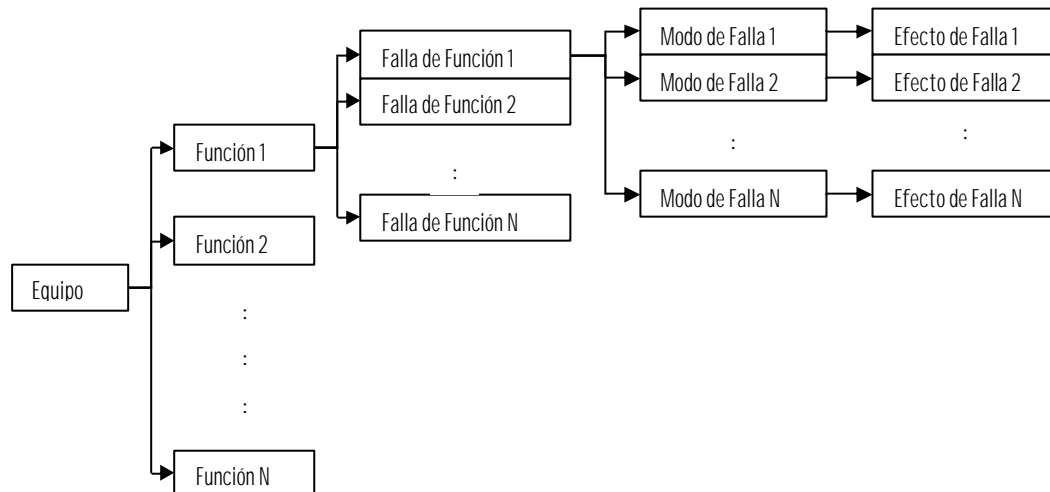 Equipo
Función 1
Función 2
:
:
:
Función N
Falla de Función 1
Falla de Función 2
:
Falla de Función N
Modo de Falla 1
Modo de Falla 2
:
Modo de Falla N
Efecto de Falla 1
Efecto de Falla 2
:
Efecto de Falla N